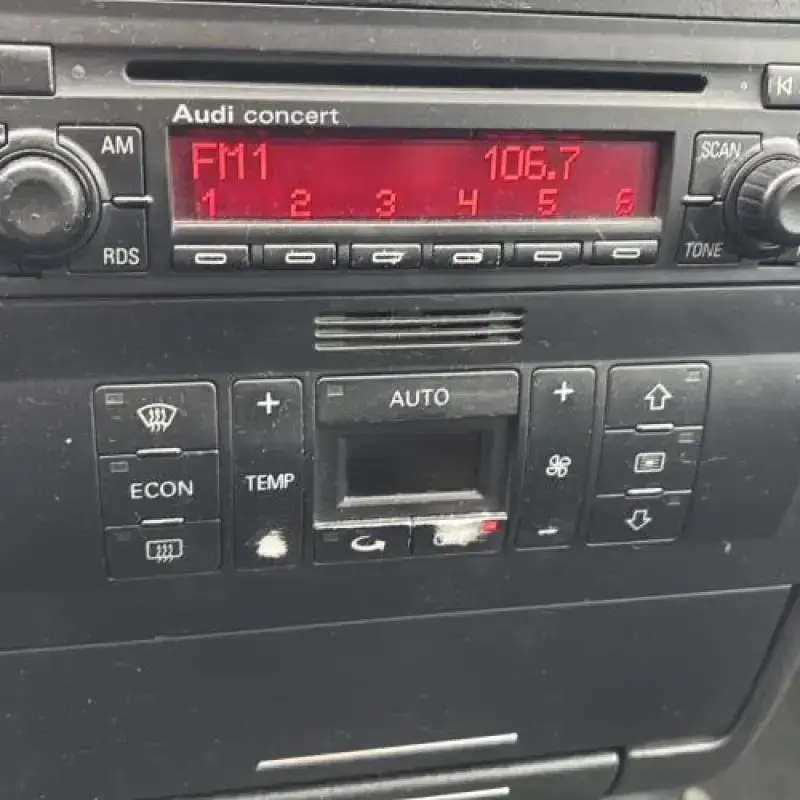 Audi concert
AM
FM1 106.7
SCAN
1 2 3 4 5 6
RDS
TONE
+ AUTO +
TEMP
ECON
-